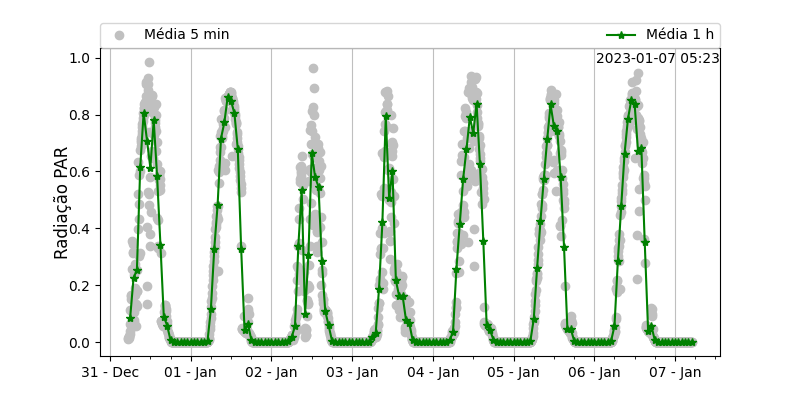 Média 5 min
Média 1 h
2023-01-07 05:23
1.0
0.8
0.6
0.4
0.2
0.0
Radiação PAR
31 - Dec
01 - Jan
02 - Jan
03 - Jan
04 - Jan
05 - Jan
06 - Jan
07 - Jan